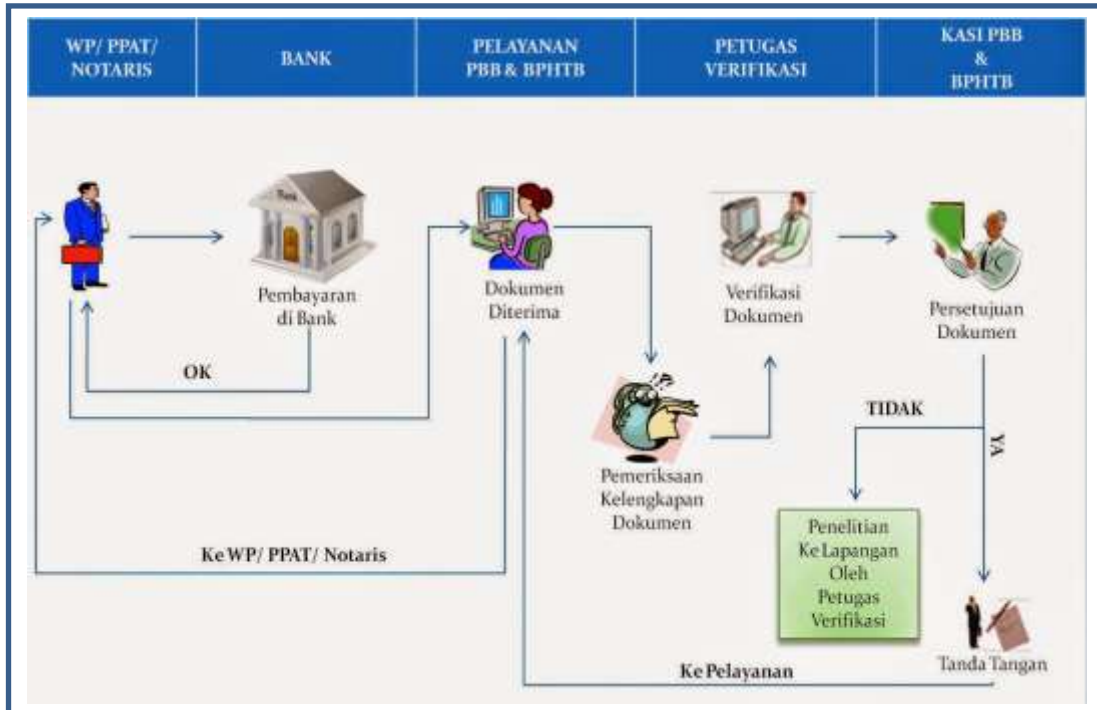 WP/ PPAT/
NOTARIS
BANK
PELAYANAN
PBB & BPHTB
PETUGAS
VERIFIKASI
KASI PBB
&
BPHTB
Bank
Pembayaran
di Bank
Dokumen
Diterima
Verifikasi
Dokumen
Persetujuan
Dokumen
OK
TIDAK
YA
Pemeriksaan
Kelengkapan
Dokumen
Penelitian
Ke Lapangan
Oleh
Petugas
Verifikasi
Ke WP/ PPAT/ Notaris
Tanda Tangan
Ke Pelayanan